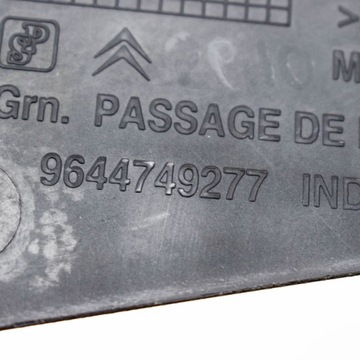 > 
M
Grn. PASSAGE DE
9644749277 IND